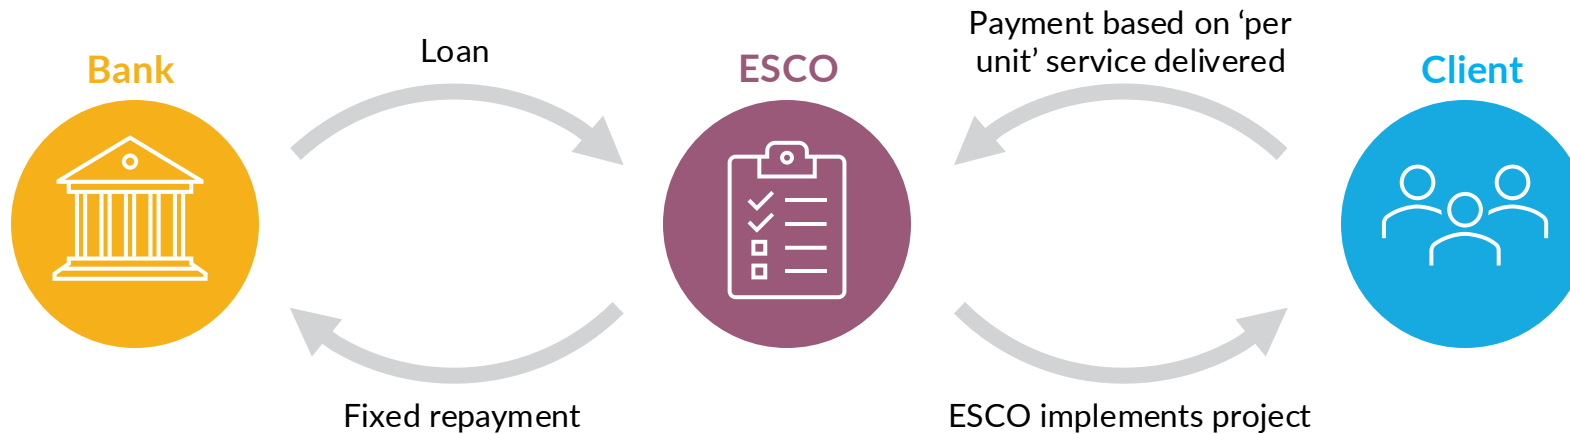 Bank
Loan
ESCO
Payment based on ‘per
unit’ service delivered
Client
Fixed repayment
ESCO implements project